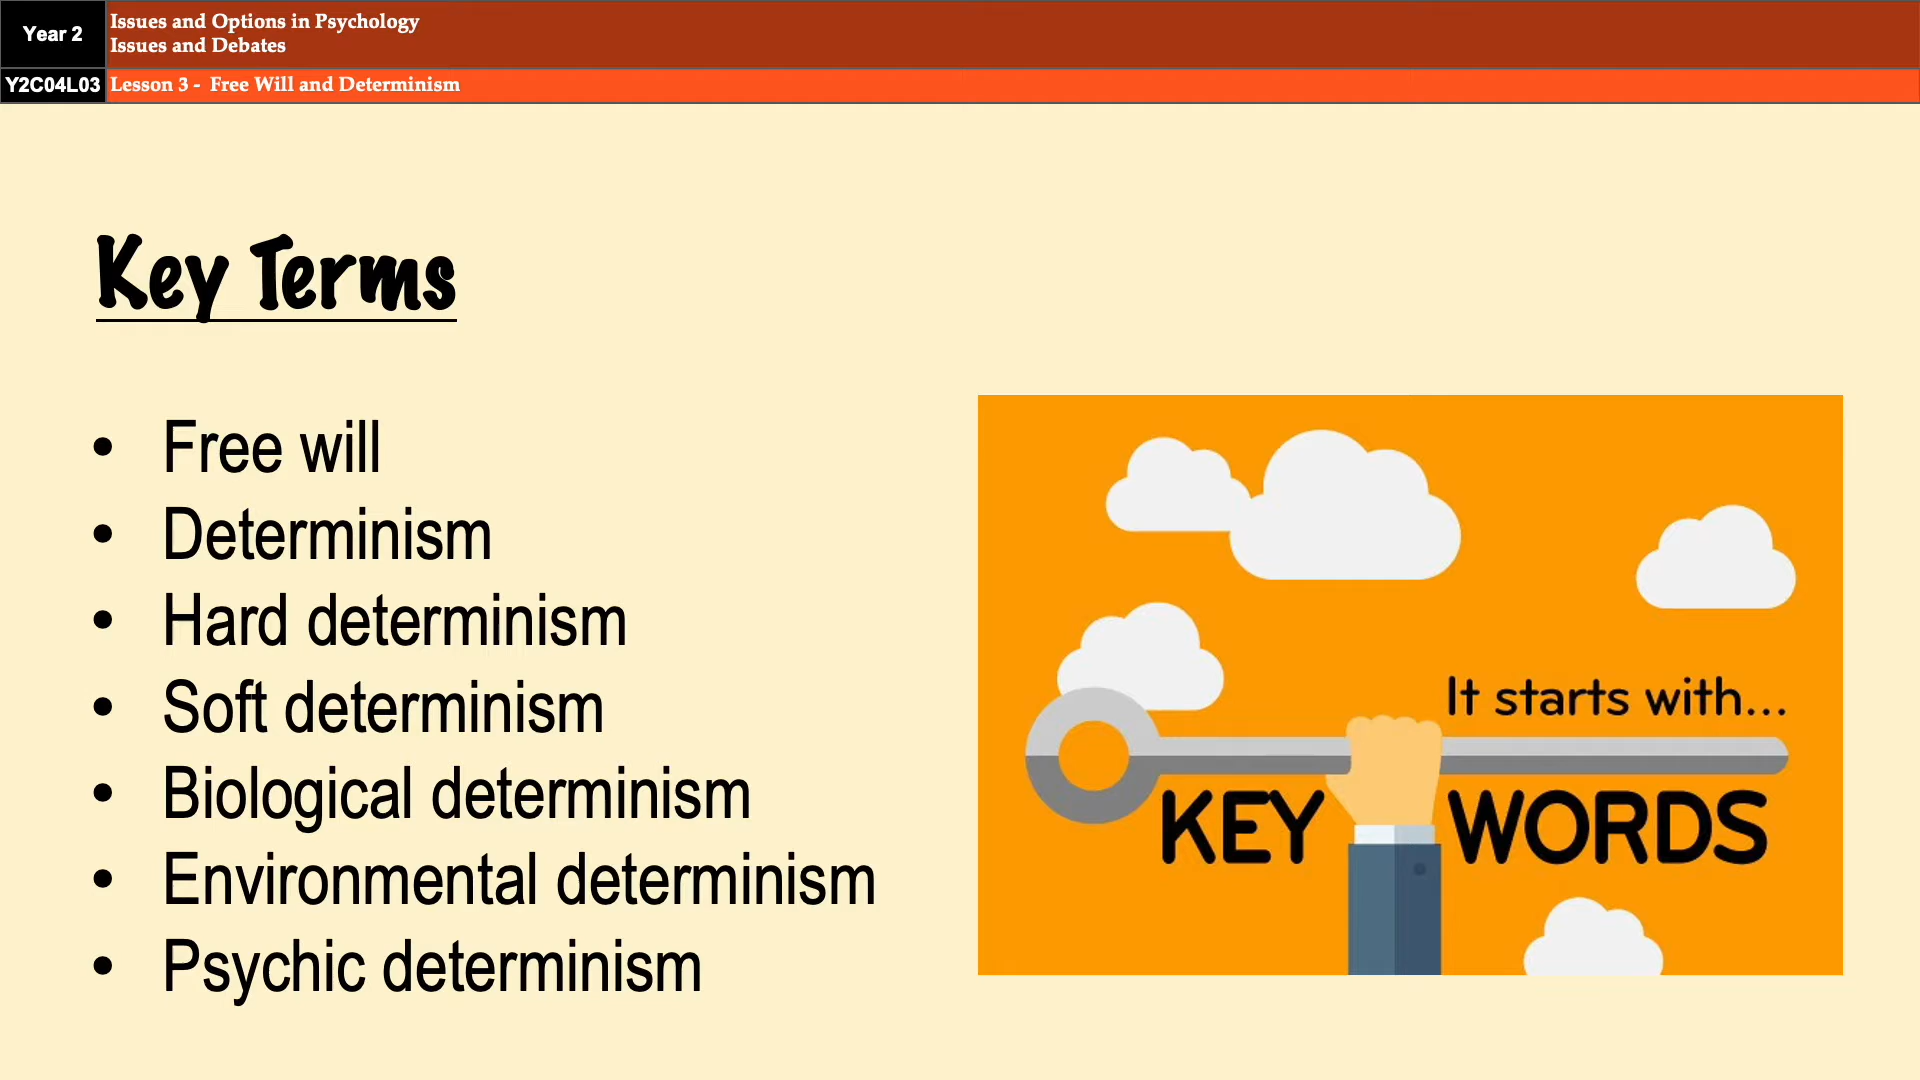 Year 2
Issues and Options in Psychology
Issues and Debates
Y2C04L03
Lesson 3 -  Free Will and Determinism
Key Terms
• Free will
• Determinism
• Hard determinism
• Soft determinism
• Biological determinism
• Environmental determinism
• Psychic determinism
It starts with...
KEY WORDS